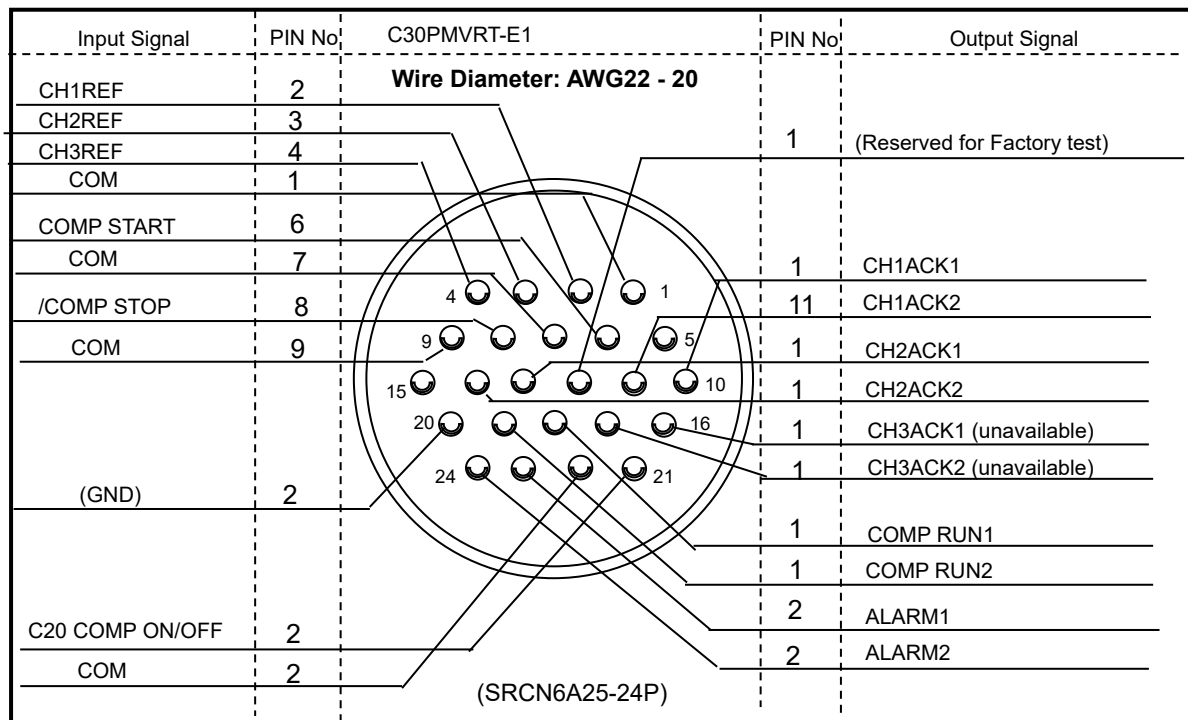 Input Signal PIN No C30PMVRT-E1 PIN No Output Signal
Wire Diameter: AWG22 - 20
CH1REF 2
CH2REF 3
CH3REF 4
COM 1
COMP START 6
COM 7
/COMP STOP 8
COM 9
(GND) 2
C20 COMP ON/OFF 2
COM 2
4 1
9 5
15 10
20 16
24 21
(SRCN6A25-24P)
1 (Reserved for Factory test)
1 CH1ACK1
11 CH1ACK2
1 CH2ACK1
1 CH2ACK2
1 CH3ACK1 (unavailable)
1 CH3ACK2 (unavailable)
1 COMP RUN1
1 COMP RUN2
2 ALARM1
2 ALARM2